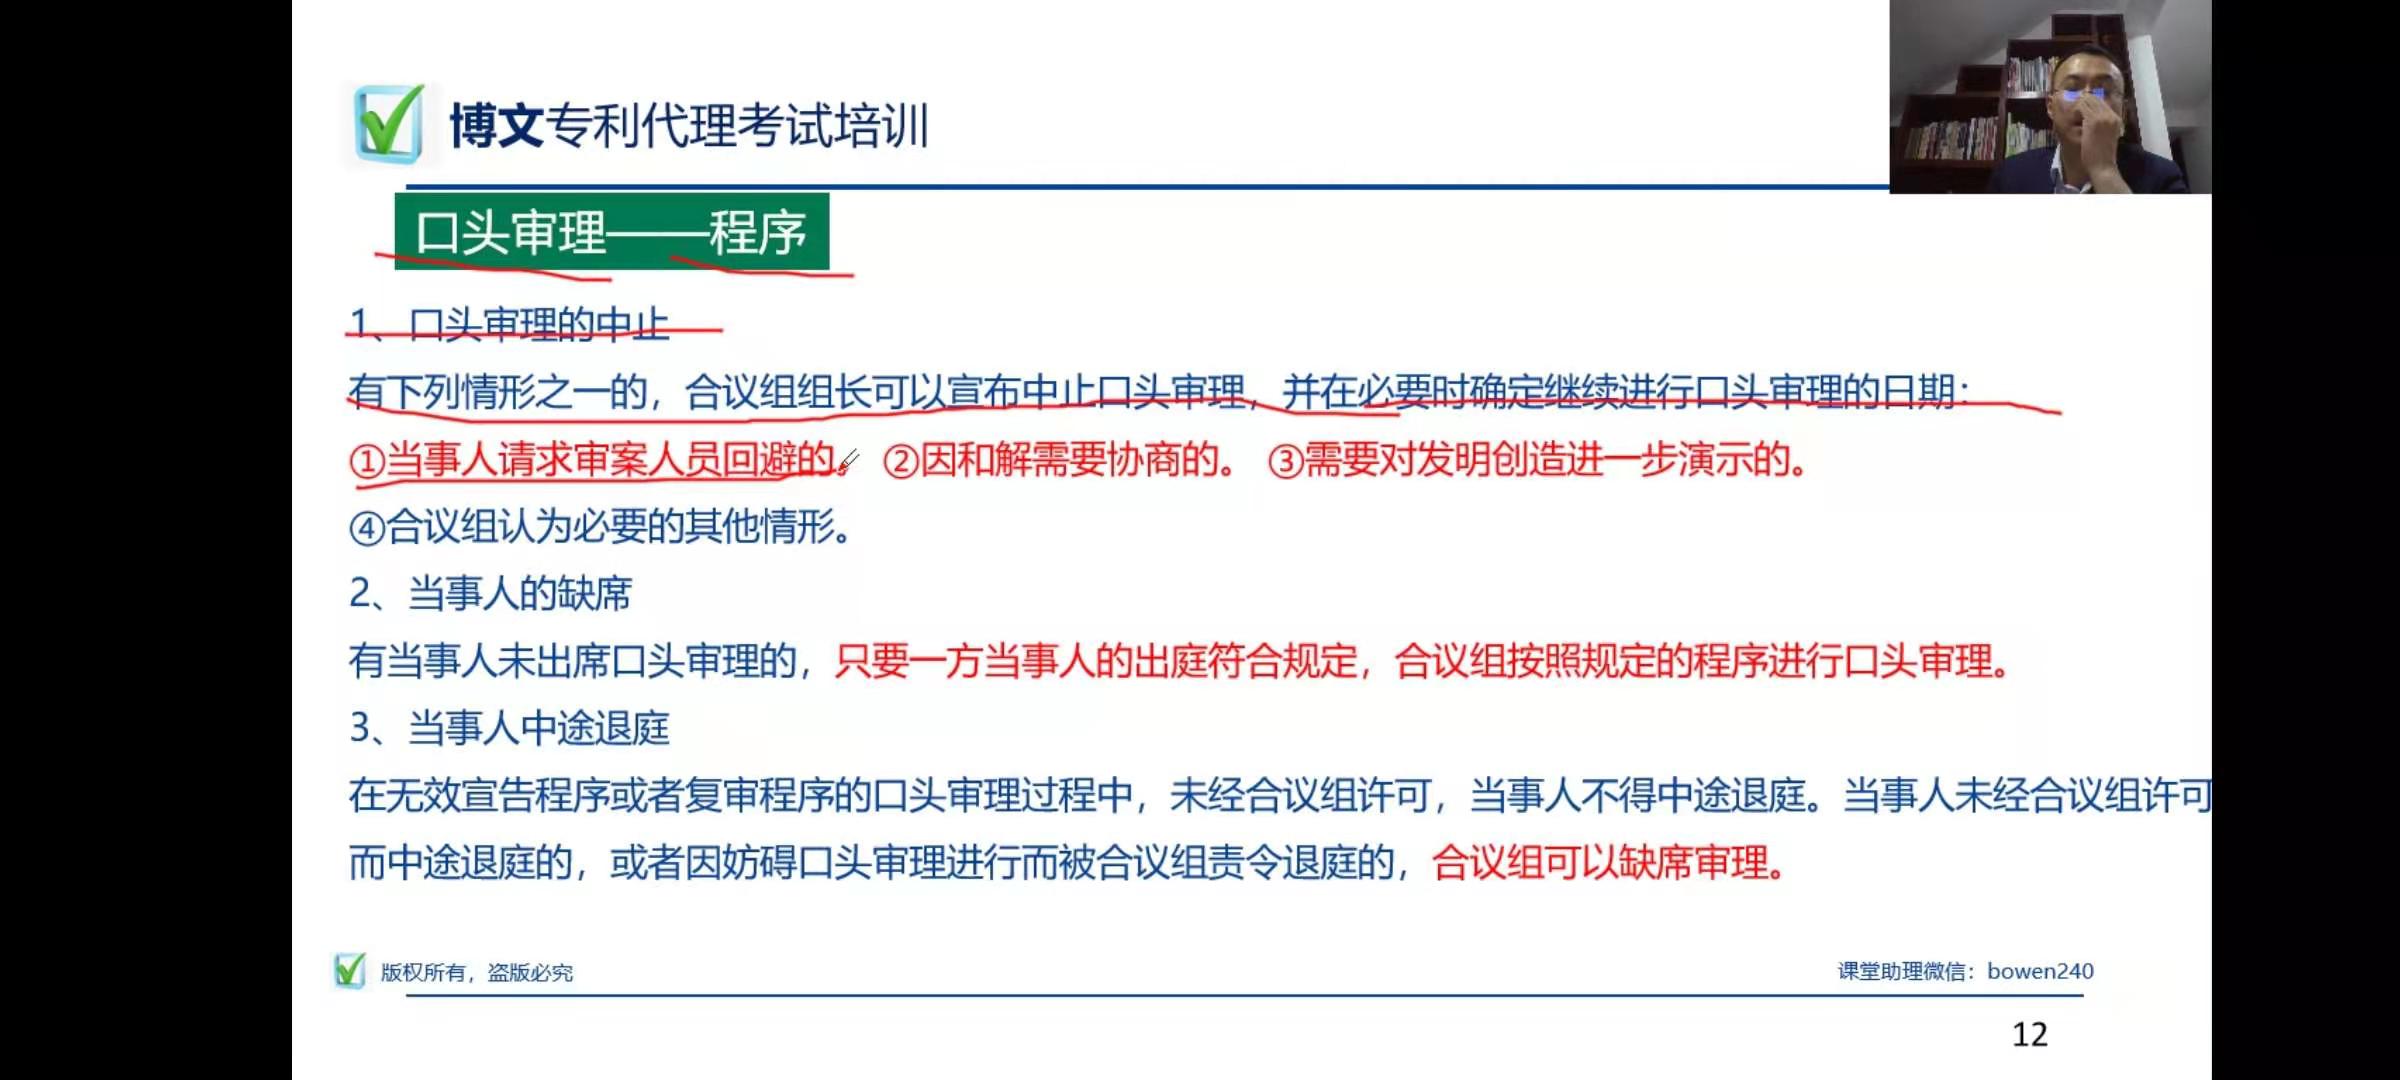 博文专利代理考试培训
口头审理——程序
1、口头审理的中止
有下列情形之一的，合议组组长可以宣布中止口头审理，并在必要时确定继续进行口头审理的日期：
①当事人请求审案人员回避的。 ②因和解需要协商的。 ③需要对发明创造进一步演示的。
④合议组认为必要的其他情形。
2、当事人的缺席
有当事人未出席口头审理的，只要一方当事人的出庭符合规定，合议组按照规定的程序进行口头审理。
3、当事人中途退庭
在无效宣告程序或者复审程序的口头审理过程中，未经合议组许可，当事人不得中途退庭。当事人未经合议组许可
而中途退庭的，或者因妨碍口头审理进行而被合议组责令退庭的，合议组可以缺席审理。
版权所有，盗版必究
课堂助理微信：bowen240
12